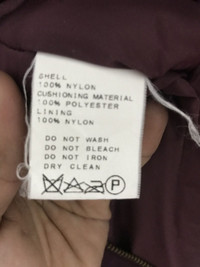 SHELL
100% NYLON
CUSHIONING MATERIAL
100% POLYESTER
LINING
100% NYLON
DO NOT WASH
DO NOT BLEACH
DO NOT IRON
DRY CLEAN
P